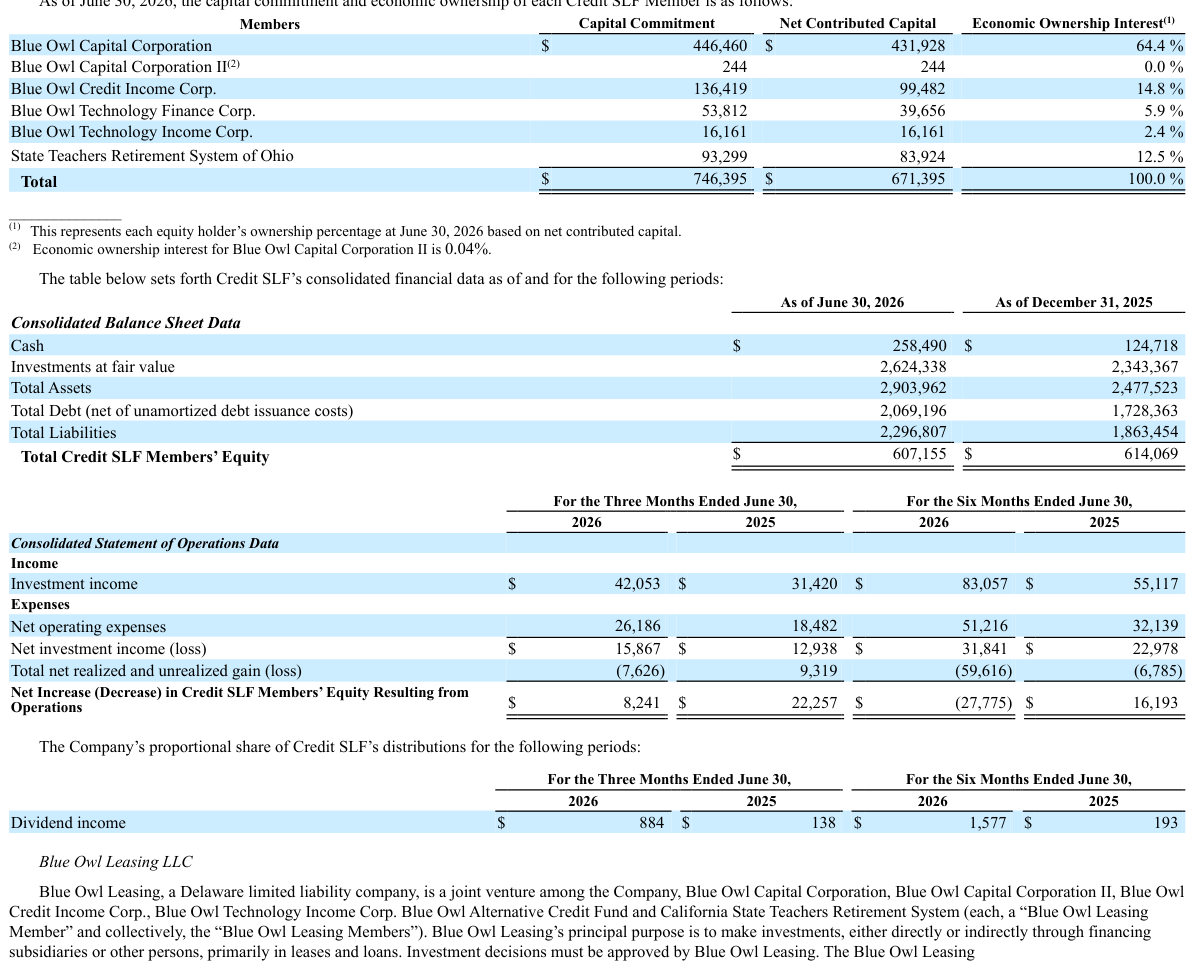 As of June 30, 2026, the capital commitment and economic ownership of each Credit SLF Member is as follows:
Members Capital Commitment Net Contributed Capital Economic Ownership Interest(1)
Blue Owl Capital Corporation $ 446,460 $ 431,928 64.4 %
Blue Owl Capital Corporation II(2) 244 244 0.0 %
Blue Owl Credit Income Corp. 136,419 99,482 14.8 %
Blue Owl Technology Finance Corp. 53,812 39,656 5.9 %
Blue Owl Technology Income Corp. 16,161 16,161 2.4 %
State Teachers Retirement System of Ohio 93,299 83,924 12.5 %
Total $ 746,395 $ 671,395 100.0 %
(1) This represents each equity holder's ownership percentage at June 30, 2026 based on net contributed capital.
(2) Economic ownership interest for Blue Owl Capital Corporation II is 0.04%.
The table below sets forth Credit SLF's consolidated financial data as of and for the following periods:
As of June 30, 2026 As of December 31, 2025
Consolidated Balance Sheet Data
Cash $ 258,490 $ 124,718
Investments at fair value 2,624,338 2,343,367
Total Assets 2,903,962 2,477,523
Total Debt (net of unamortized debt issuance costs) 2,069,196 1,728,363
Total Liabilities 2,296,807 1,863,454
Total Credit SLF Members' Equity $ 607,155 $ 614,069
For the Three Months Ended June 30, For the Six Months Ended June 30,
2026 2025 2026 2025
Consolidated Statement of Operations Data
Income
Investment income $ 42,053 $ 31,420 $ 83,057 $ 55,117
Expenses
Net operating expenses 26,186 18,482 51,216 32,139
Net investment income (loss) $ 15,867 $ 12,938 $ 31,841 $ 22,978
Total net realized and unrealized gain (loss) (7,626) 9,319 (59,616) (6,785)
Net Increase (Decrease) in Credit SLF Members' Equity Resulting from
Operations $ 8,241 $ 22,257 $ (27,775) $ 16,193
The Company's proportional share of Credit SLF's distributions for the following periods:
For the Three Months Ended June 30, For the Six Months Ended June 30,
2026 2025 2026 2025
Dividend income $ 884 $ 138 $ 1,577 $ 193
Blue Owl Leasing LLC
Blue Owl Leasing, a Delaware limited liability company, is a joint venture among the Company, Blue Owl Capital Corporation, Blue Owl Capital Corporation II, Blue Owl
Credit Income Corp., Blue Owl Technology Income Corp. Blue Owl Alternative Credit Fund and California State Teachers Retirement System (each, a "Blue Owl Leasing
Member" and collectively, the "Blue Owl Leasing Members"). Blue Owl Leasing's principal purpose is to make investments, either directly or indirectly through financing
subsidiaries or other persons, primarily in leases and loans. Investment decisions must be approved by Blue Owl Leasing. The Blue Owl Leasing